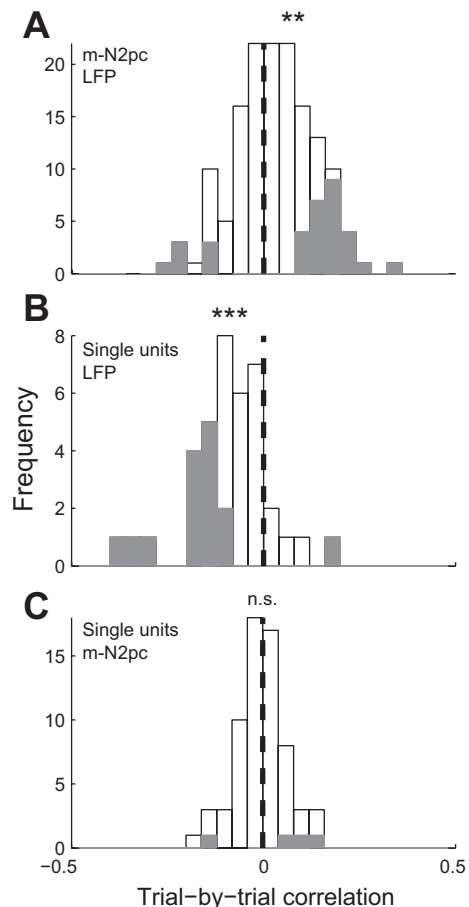 A
**
m-N2pc
LFP
20
15
10
5
0
B
***
Single units
LFP
8
6
4
2
0
Frequency
C
n.s.
Single units
m-N2pc
15
10
5
0
−0.5
0
0.5
Trial−by−trial correlation